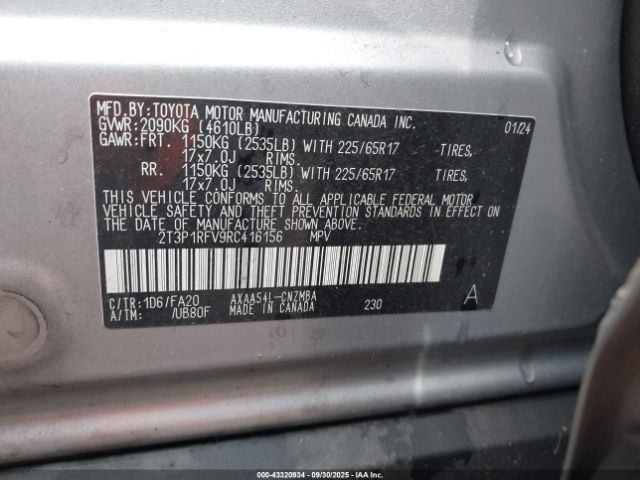 MFD.BY:TOYOTA MOTOR MANUFACTURING CANADA INC.
GVWR:2090KG (4610LB) 01/24
GAWR:FRT. 1150KG (2535LB) WITH 225/65R17 TIRES,
17x7.0J RIMS.
RR. 1150KG (2535LB) WITH 225/65R17 TIRES,
17x7.0J RIMS.
THIS VEHICLE CONFORMS TO ALL APPLICABLE FEDERAL MOTOR
VEHICLE SAFETY AND THEFT PREVENTION STANDARDS IN EFFECT
ON THE DATE OF MANUFACTURE SHOWN ABOVE.
2T3P1RFV9RC416156 MPV
C/TR:1D6/FA20 AXAA54L-CNZMBA 230 A
A/TM: /UB80F MADE IN CANADA
©IAA-43320934 - 09/30/2025 - IAAI.COM